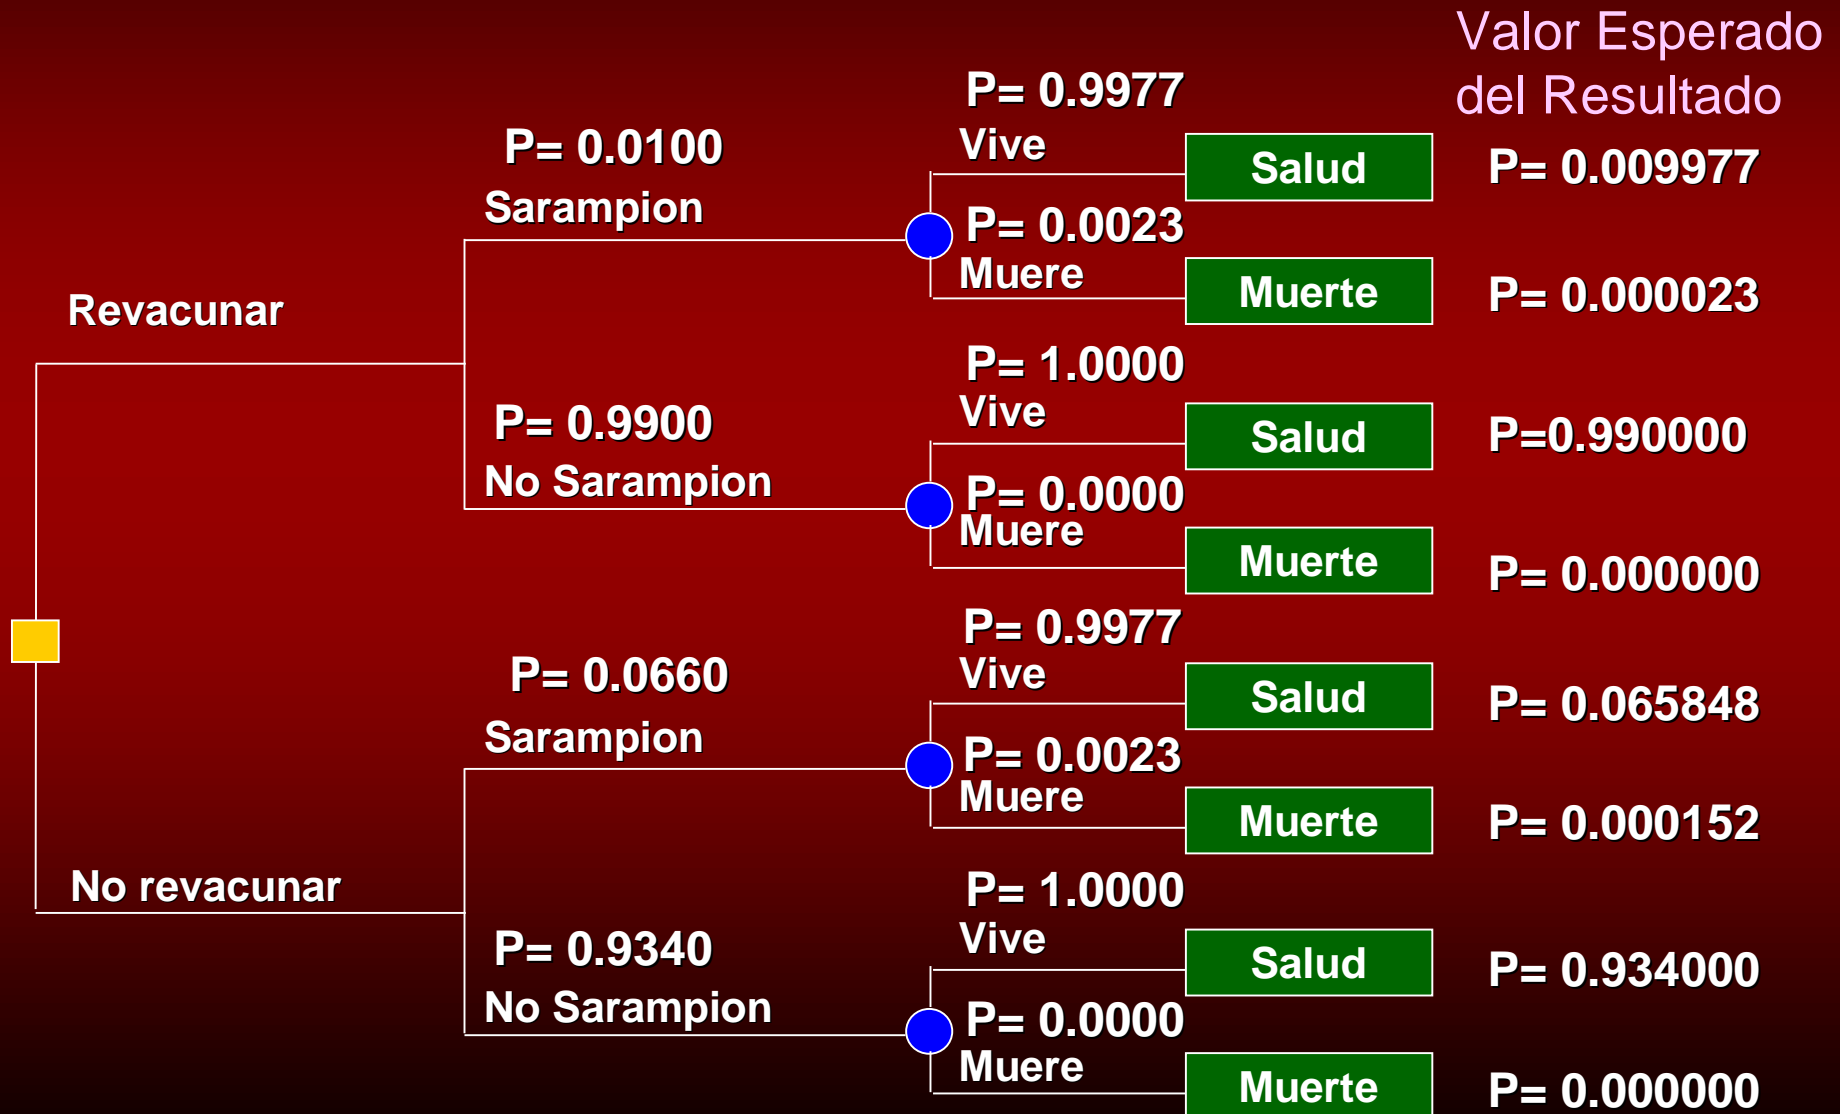 Valor Esperado
del Resultado
P= 0.9977
P= 0.0100
Vive
Salud
P= 0.009977
Sarampion
P= 0.0023
Muere
Muerte
P= 0.000023
Revacunar
P= 1.0000
Vive
P= 0.9900
Salud
P=0.990000
No Sarampion
P= 0.0000
Muere
Muerte
P= 0.000000
P= 0.9977
Vive
P= 0.0660
Salud
P= 0.065848
Sarampion
P= 0.0023
Muere
Muerte
P= 0.000152
No revacunar
P= 1.0000
Vive
P= 0.9340
Salud
P= 0.934000
No Sarampion
P= 0.0000
Muere
Muerte
P= 0.000000